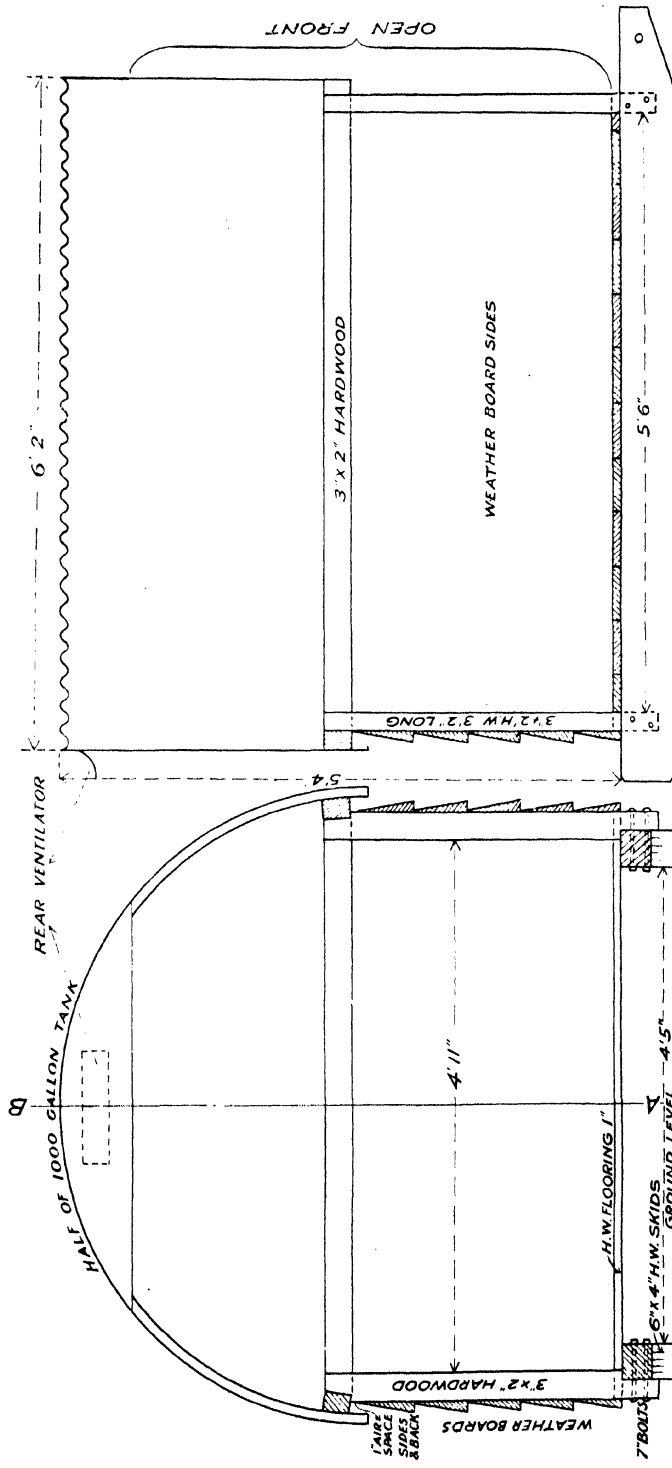 HALF OF 1000 GALLON TANK
REAR VENTILATOR
B
A
4' 11"
H.W. FLOORING 1"
3" x 2" HARDWOOD
1" AIR
SPACE
SIDES
& BACK
WEATHER BOARDS
7" BOLTS
6" x 4" H.W. SKIDS
GROUND LEVEL
4' 5"
5' 4
6' 2"
OPEN FRONT
3" x 2" HARDWOOD
WEATHER BOARD SIDES
3" x 2" H.W 3' 2" LONG
5' 6"